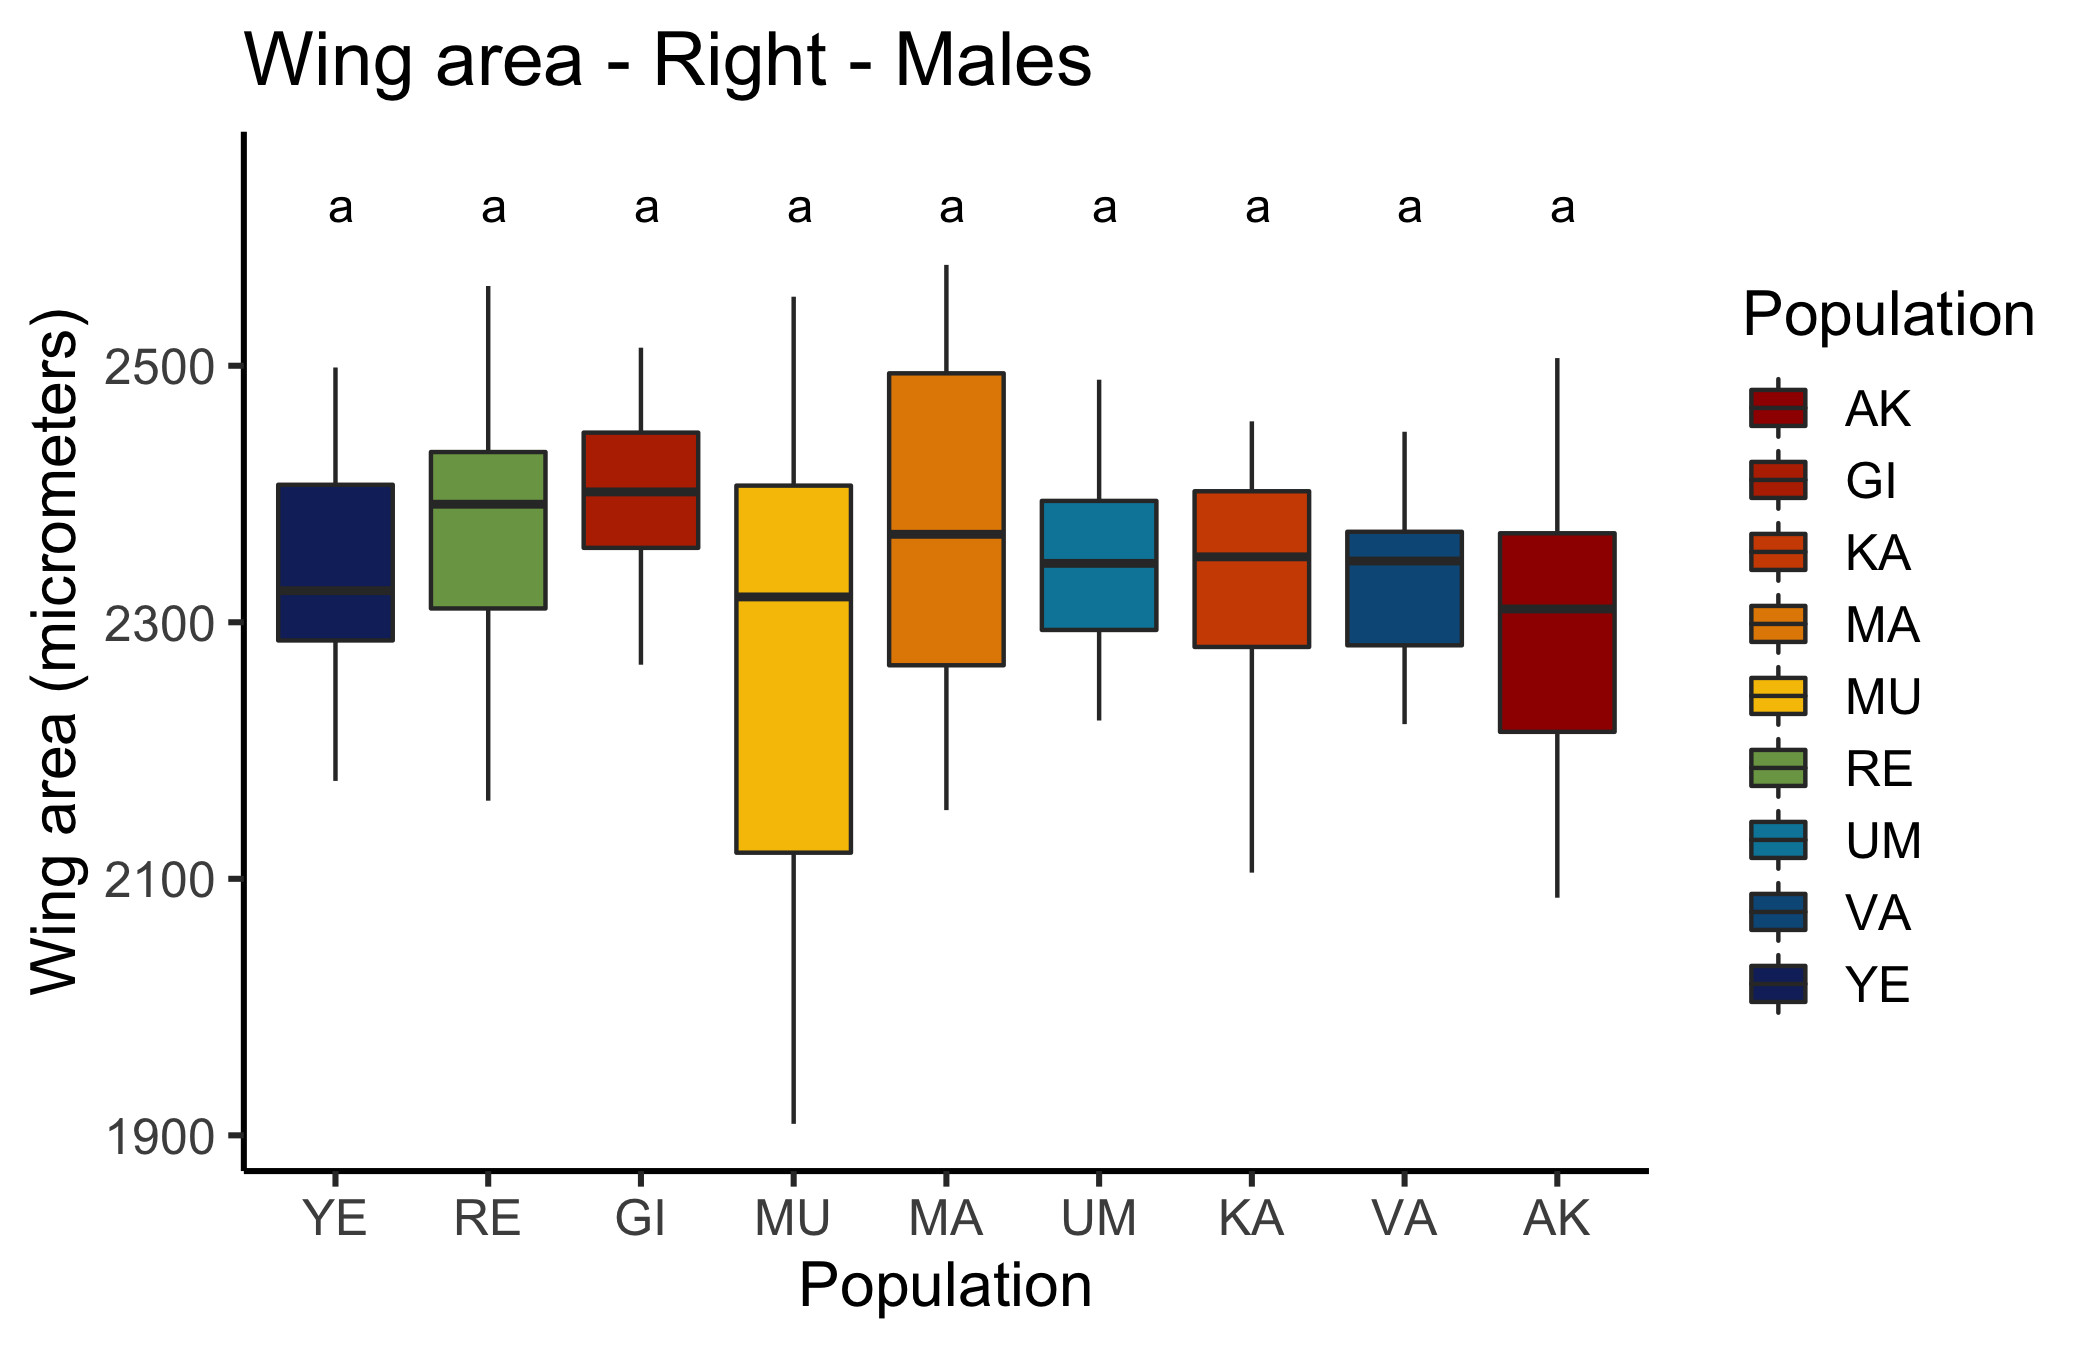 Wing area - Right - Males
a a a a a a a a a
Wing area (micrometers)
2500
2300
2100
1900
YE RE GI MU MA UM KA VA AK
Population
Population
AK
GI
KA
MA
MU
RE
UM
VA
YE